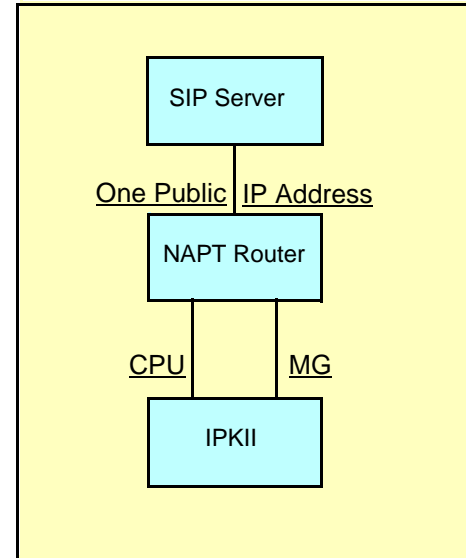 SIP Server
One Public IP Address
NAPT Router
CPU MG
IPKII